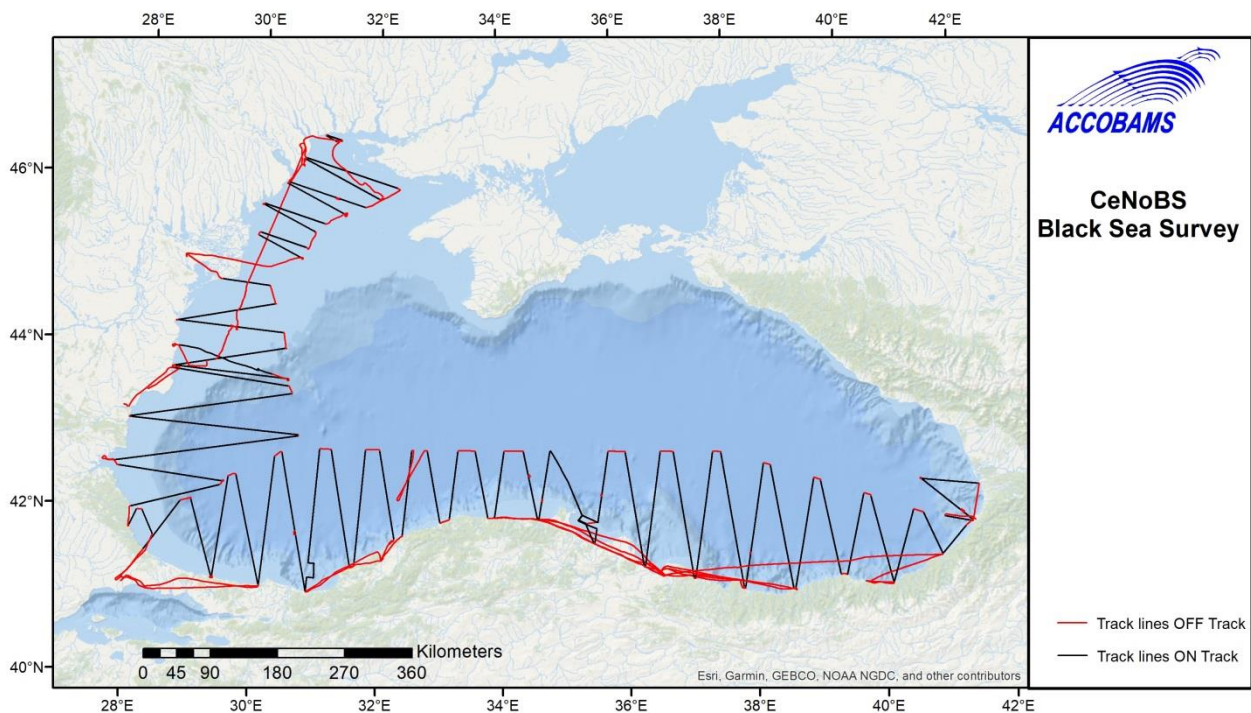 28°E 30°E 32°E 34°E 36°E 38°E 40°E 42°E
ACCOBAMS
CeNoBS
Black Sea Survey
46°N
44°N
42°N
40°N
Kilometers
0 45 90 180 270 360
Esri, Garmin, GEBCO, NOAA NGDC, and other contributors
Track lines OFF Track
Track lines ON Track
28°E 30°E 32°E 34°E 36°E 38°E 40°E 42°E